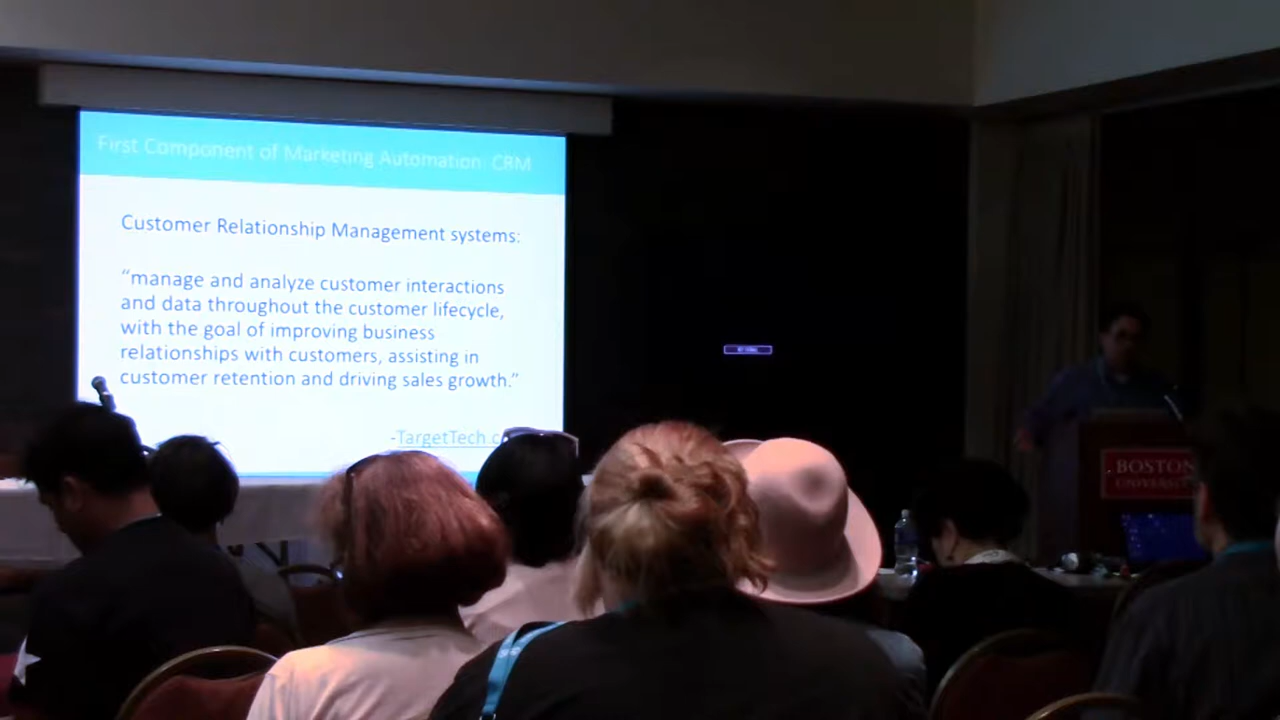 First Component of Marketing Automation: CRM
Customer Relationship Management systems:
“manage and analyze customer interactions
and data throughout the customer lifecycle,
with the goal of improving business
relationships with customers, assisting in
customer retention and driving sales growth.”
-TargetTech.c
BOSTON
UNIVERSITY